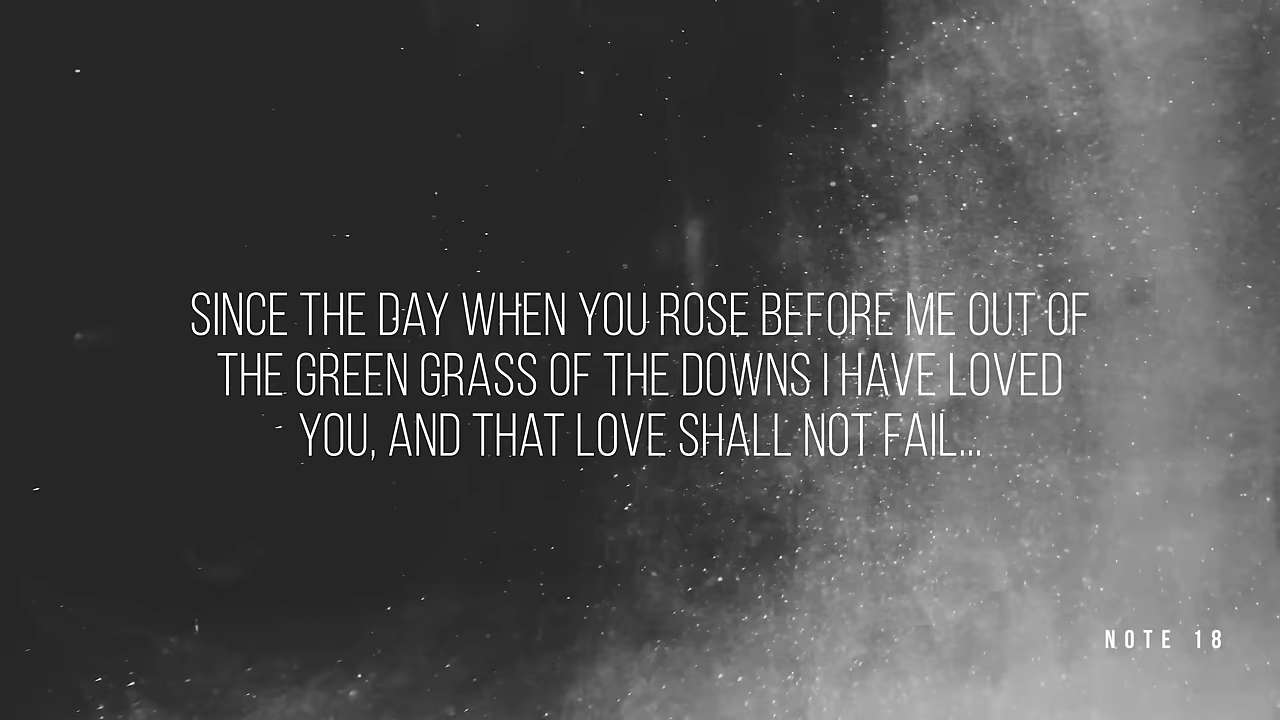 SINCE THE DAY WHEN YOU ROSE BEFORE ME OUT OF
THE GREEN GRASS OF THE DOWNS I HAVE LOVED
YOU, AND THAT LOVE SHALL NOT FAIL...
NOTE 18